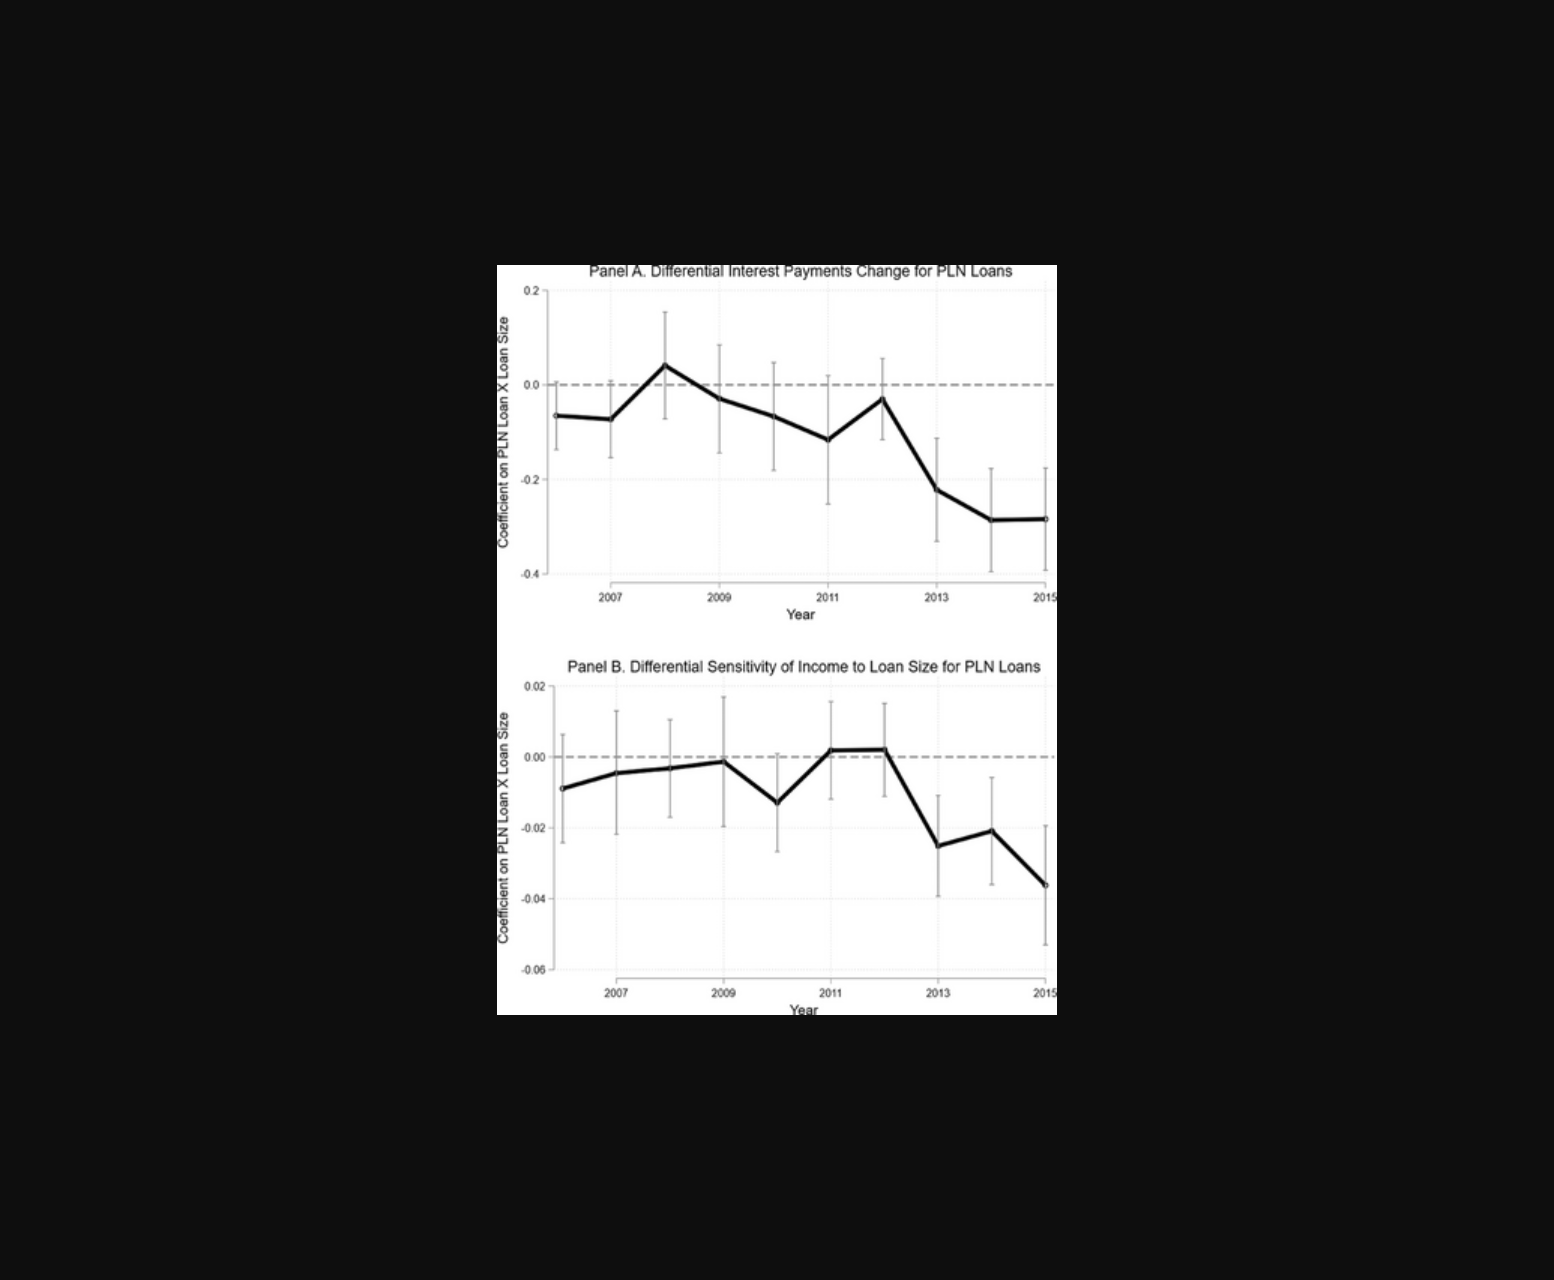 Panel A. Differential Interest Payments Change for PLN Loans
Coefficient on PLN Loan X Loan Size
0.2
0.0
-0.2
-0.4
2007 2009 2011 2013 2015
Year
Panel B. Differential Sensitivity of Income to Loan Size for PLN Loans
Coefficient on PLN Loan X Loan Size
0.02
0.00
-0.02
-0.04
-0.06
2007 2009 2011 2013 2015
Year